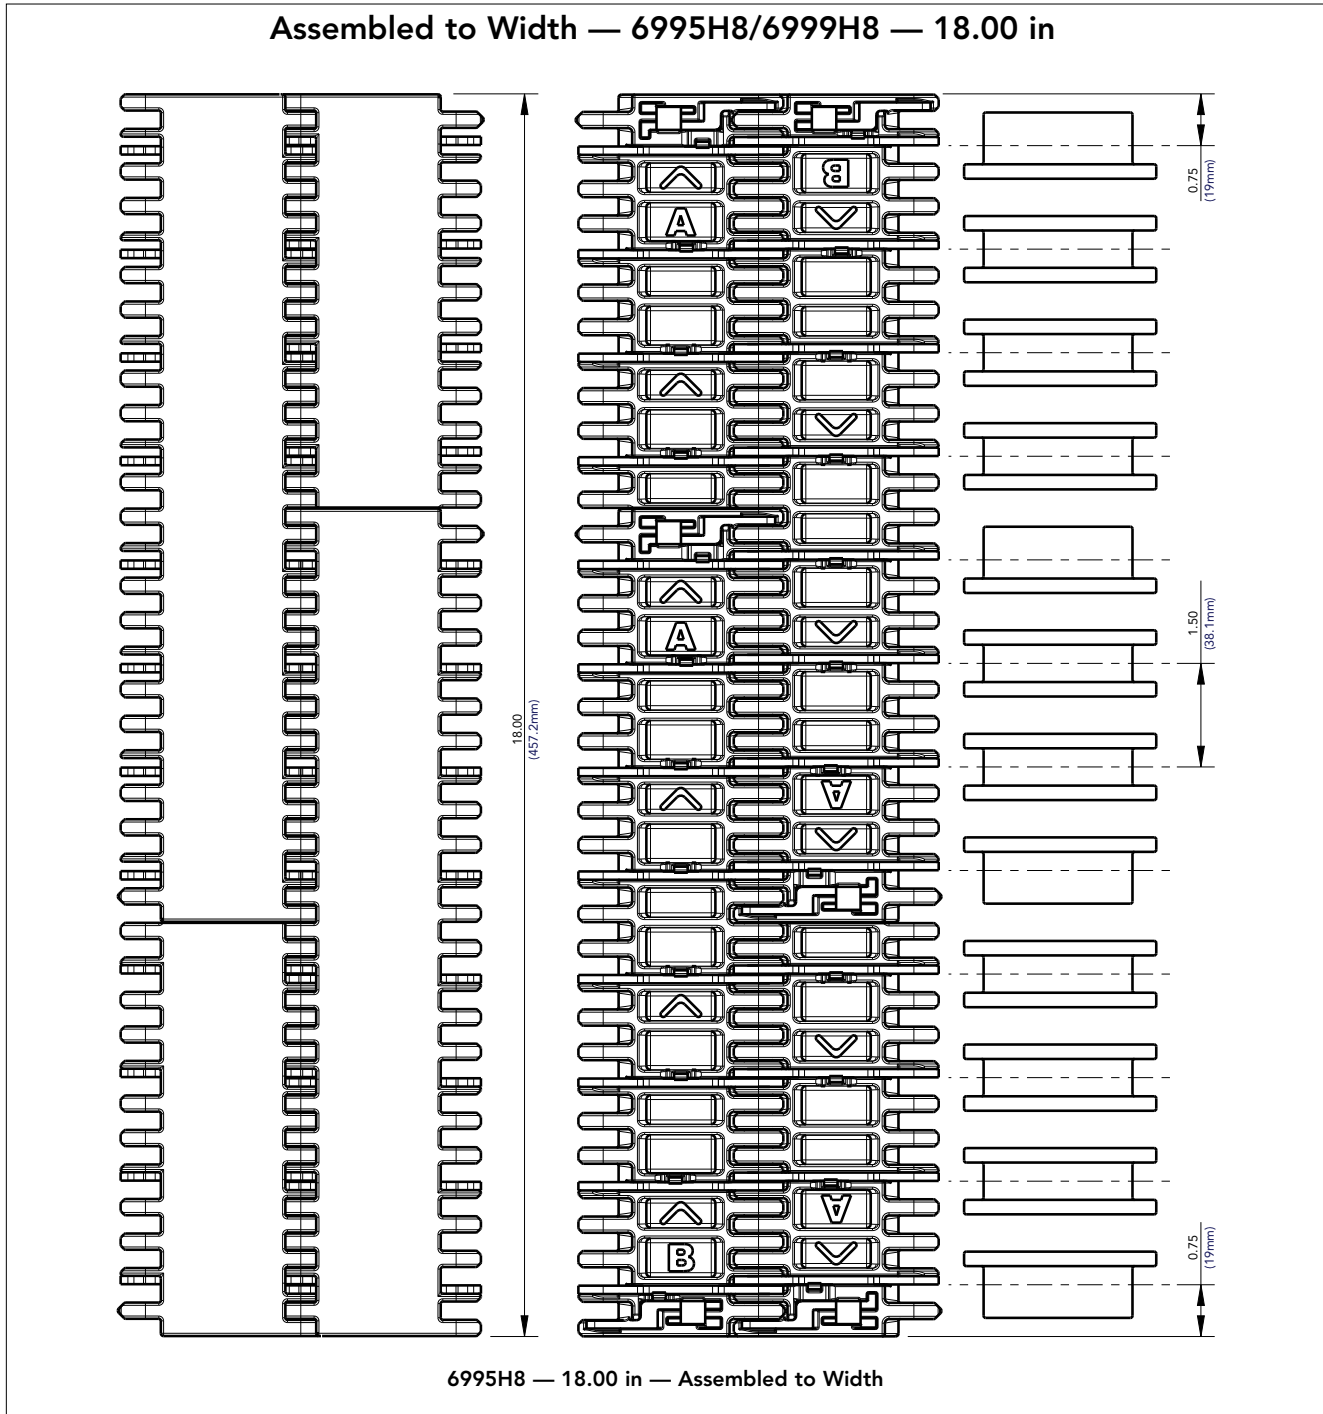 Assembled to Width — 6995H8/6999H8 — 18.00 in
B
A
0.75
(19mm)
A
1.50
(38.1mm)
18.00
(457.2mm)
A
A
B
0.75
(19mm)
6995H8 — 18.00 in — Assembled to Width